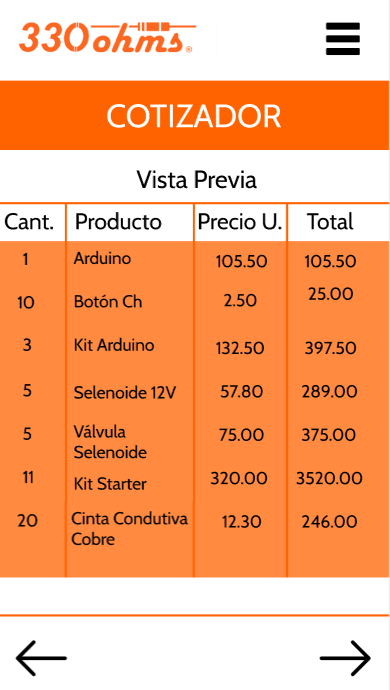 330ohms®
COTIZADOR
Vista Previa
Cant. Producto Precio U. Total
1 Arduino 105.50 105.50
10 Botón Ch 2.50 25.00
3 Kit Arduino 132.50 397.50
5 Selenoide 12V 57.80 289.00
5 Válvula Selenoide 75.00 375.00
11 Kit Starter 320.00 3520.00
20 Cinta Condutiva Cobre 12.30 246.00